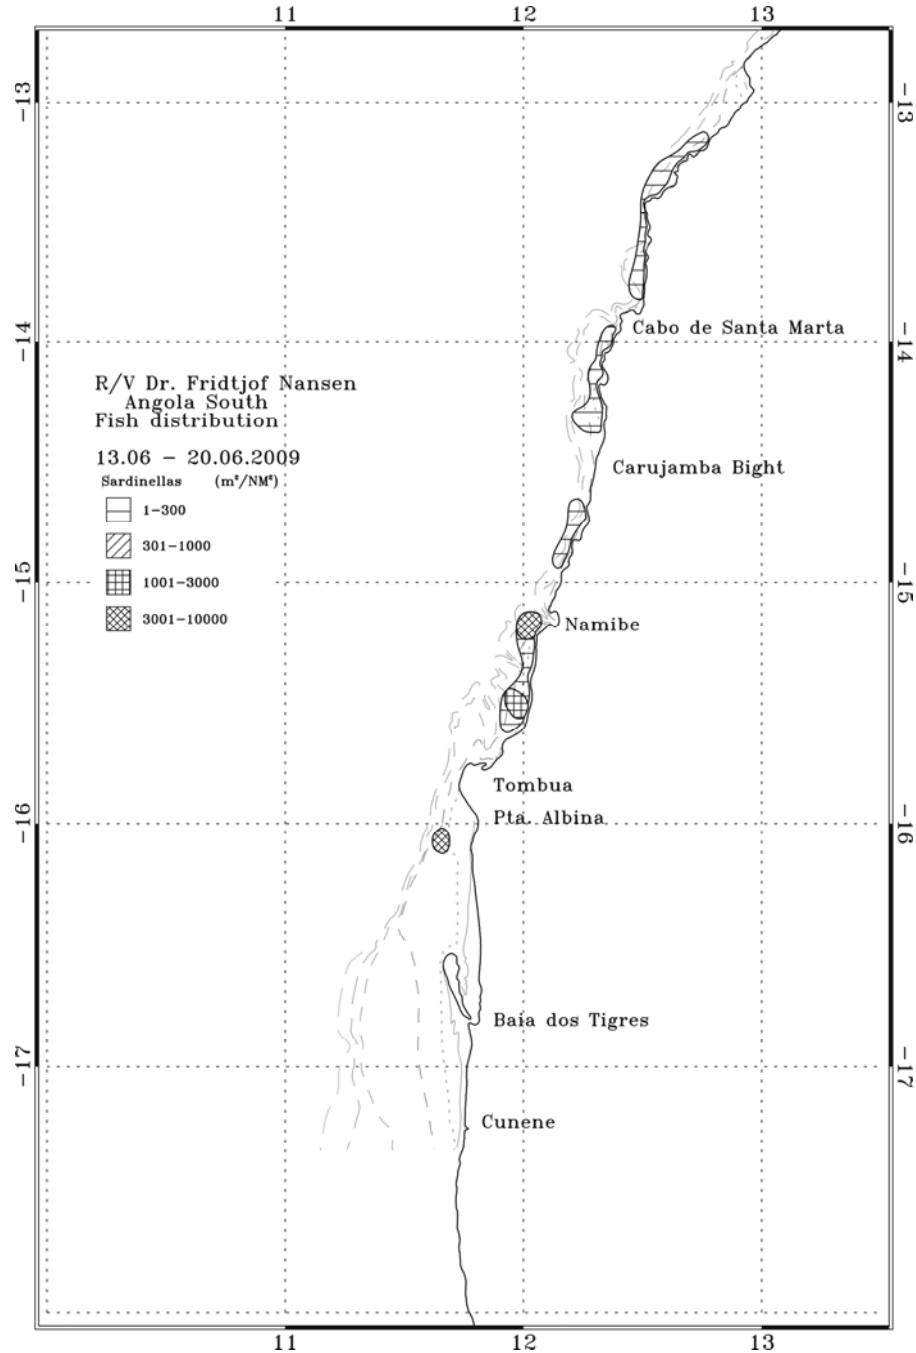 11 12 13
-13 -13
Cabo de Santa Marta
-14 -14
R/V Dr. Fridtjof Nansen
Angola South
Fish distribution
13.06 - 20.06.2009
Sardinellas (m²/NM²)
1-300
301-1000
1001-3000
3001-10000
Carujamba Bight
-15 -15
Namibe
Tombua
Pta. Albina
-16 -16
Baia dos Tigres
-17 -17
Cunene
11 12 13